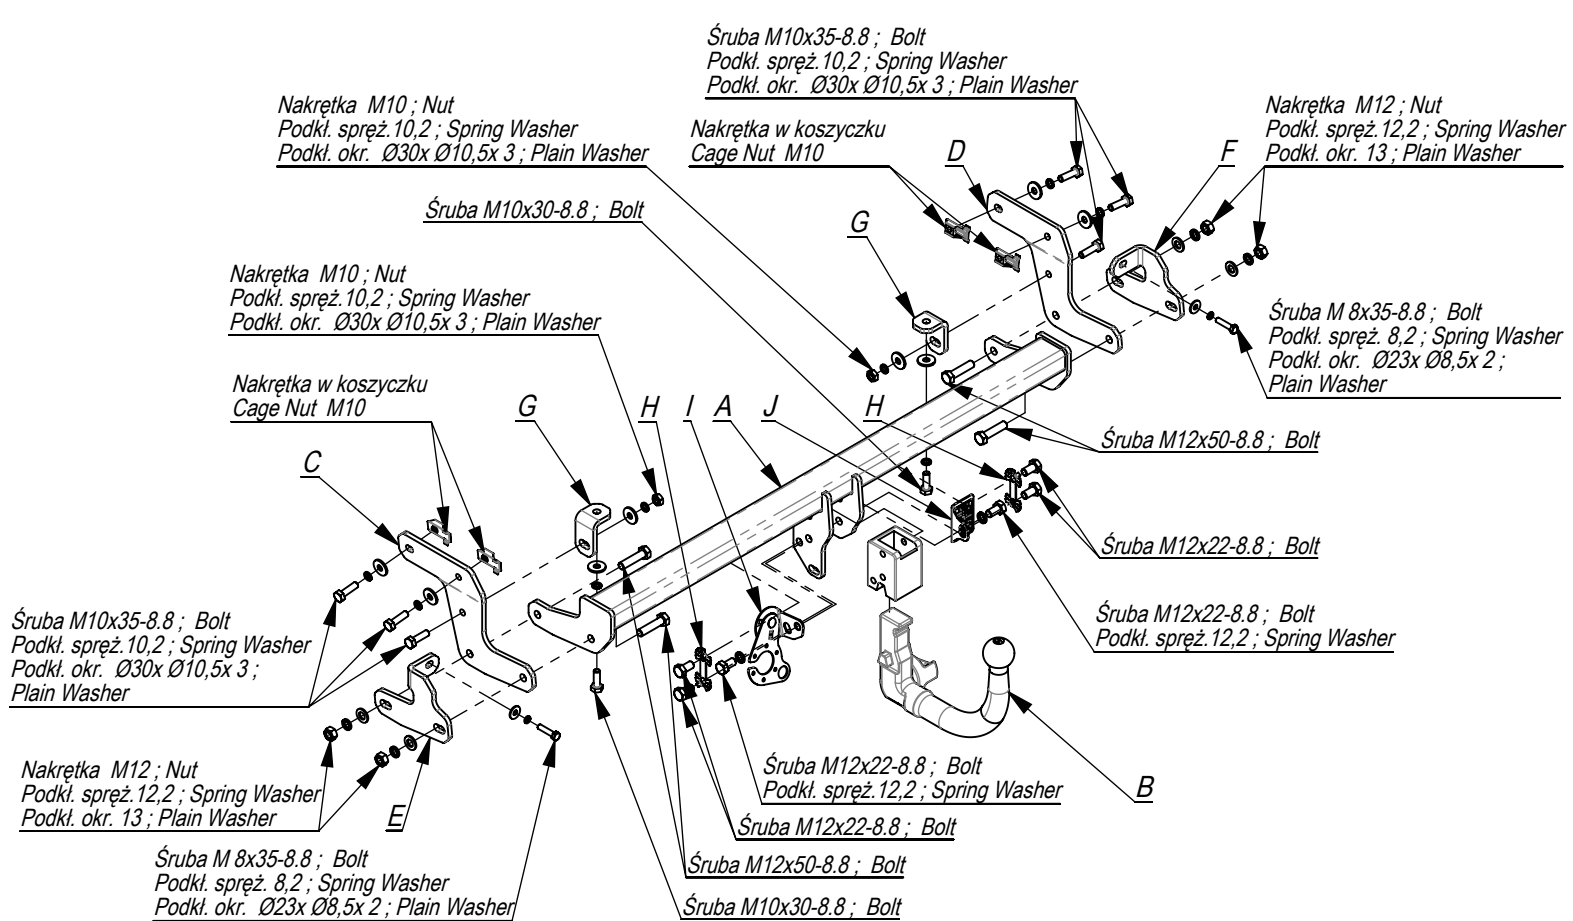 Śruba M10x35-8.8 ; Bolt
Podkł. spręż.10,2 ; Spring Washer
Podkł. okr. Ø30x Ø10,5x 3 ; Plain Washer
Nakrętka M10 ; Nut
Podkł. spręż.10,2 ; Spring Washer
Podkł. okr. Ø30x Ø10,5x 3 ; Plain Washer
Nakrętka w koszyczku
Cage Nut M10
D
F
Nakrętka M12 ; Nut
Podkł. spręż.12,2 ; Spring Washer
Podkł. okr. 13 ; Plain Washer
Śruba M10x30-8.8 ; Bolt
G
Nakrętka M10 ; Nut
Podkł. spręż.10,2 ; Spring Washer
Podkł. okr. Ø30x Ø10,5x 3 ; Plain Washer
Śruba M 8x35-8.8 ; Bolt
Podkł. spręż. 8,2 ; Spring Washer
Podkł. okr. Ø23x Ø8,5x 2 ;
Plain Washer
Nakrętka w koszyczku
Cage Nut M10
G
H
I
A
J
H
Śruba M12x50-8.8 ; Bolt
C
Śruba M12x22-8.8 ; Bolt
Śruba M10x35-8.8 ; Bolt
Podkł. spręż.10,2 ; Spring Washer
Podkł. okr. Ø30x Ø10,5x 3 ;
Plain Washer
Śruba M12x22-8.8 ; Bolt
Podkł. spręż.12,2 ; Spring Washer
Nakrętka M12 ; Nut
Podkł. spręż.12,2 ; Spring Washer
Podkł. okr. 13 ; Plain Washer
E
Śruba M12x22-8.8 ; Bolt
Podkł. spręż.12,2 ; Spring Washer
B
Śruba M12x22-8.8 ; Bolt
Śruba M 8x35-8.8 ; Bolt
Podkł. spręż. 8,2 ; Spring Washer
Podkł. okr. Ø23x Ø8,5x 2 ; Plain Washer
Śruba M12x50-8.8 ; Bolt
Śruba M10x30-8.8 ; Bolt